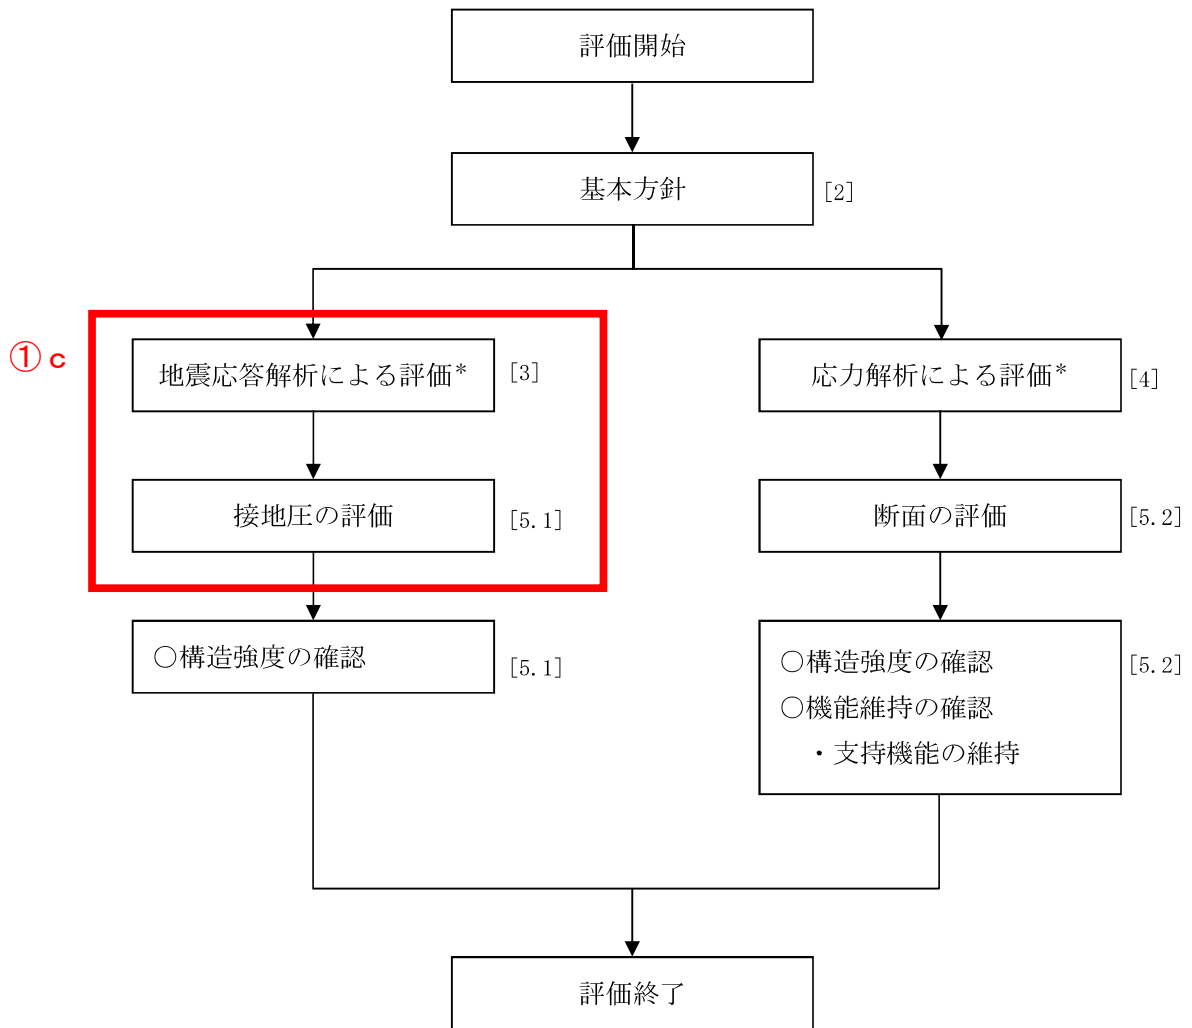 評価開始
基本方針
[2]
①c
地震応答解析による評価*
[3]
応力解析による評価*
[4]
接地圧の評価
[5.1]
断面の評価
[5.2]
○構造強度の確認
[5.1]
○構造強度の確認
○機能維持の確認
・支持機能の維持
[5.2]
評価終了